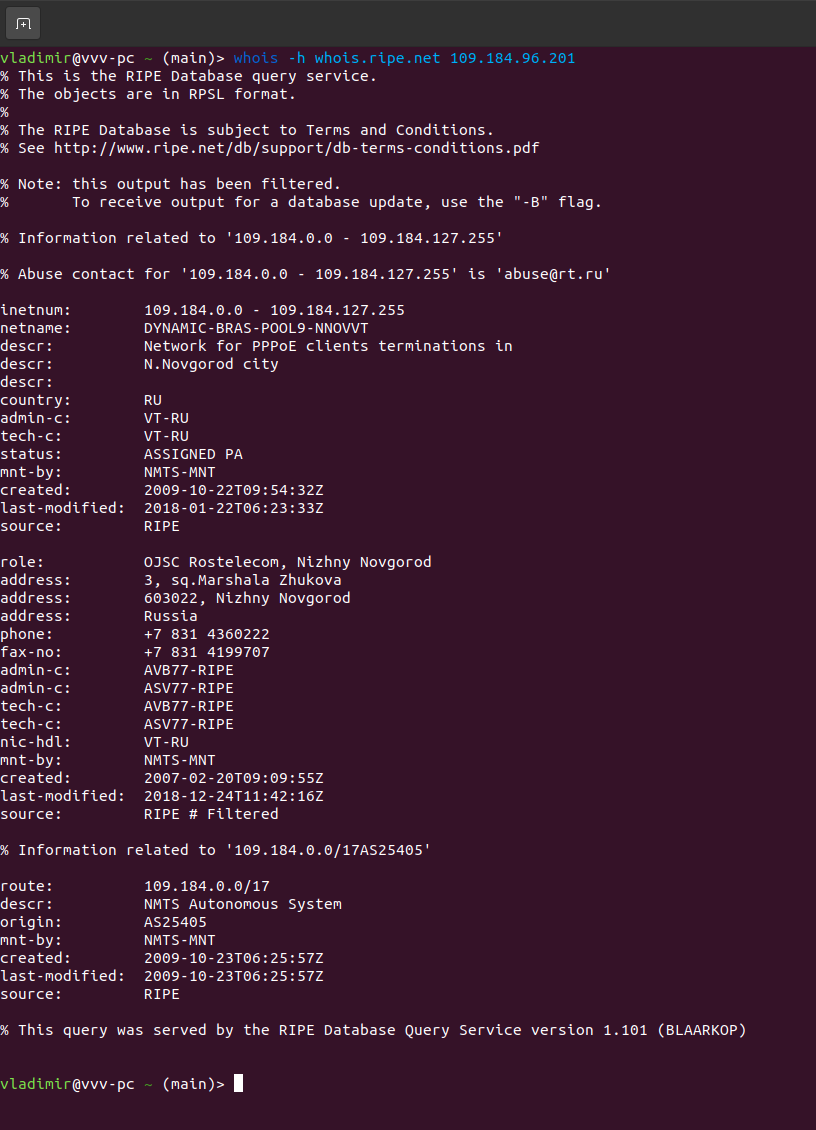 vladimir@vvv-pc ~ (main)> whois -h whois.ripe.net 109.184.96.201
% This is the RIPE Database query service.
% The objects are in RPSL format.
%
% The RIPE Database is subject to Terms and Conditions.
% See http://www.ripe.net/db/support/db-terms-conditions.pdf

% Note: this output has been filtered.
%       To receive output for a database update, use the "-B" flag.

% Information related to '109.184.0.0 - 109.184.127.255'

% Abuse contact for '109.184.0.0 - 109.184.127.255' is 'abuse@rt.ru'

inetnum:        109.184.0.0 - 109.184.127.255
netname:        DYNAMIC-BRAS-POOL9-NNOVVT
descr:          Network for PPPoE clients terminations in
descr:          N.Novgorod city
descr:
country:        RU
admin-c:        VT-RU
tech-c:         VT-RU
status:         ASSIGNED PA
mnt-by:         NMTS-MNT
created:        2009-10-22T09:54:32Z
last-modified:  2018-01-22T06:23:33Z
source:         RIPE

role:           OJSC Rostelecom, Nizhny Novgorod
address:        3, sq.Marshala Zhukova
address:        603022, Nizhny Novgorod
address:        Russia
phone:          +7 831 4360222
fax-no:         +7 831 4199707
admin-c:        AVB77-RIPE
admin-c:        ASV77-RIPE
tech-c:         AVB77-RIPE
tech-c:         ASV77-RIPE
nic-hdl:        VT-RU
mnt-by:         NMTS-MNT
created:        2007-02-20T09:09:55Z
last-modified:  2018-12-24T11:42:16Z
source:         RIPE # Filtered

% Information related to '109.184.0.0/17AS25405'

route:          109.184.0.0/17
descr:          NMTS Autonomous System
origin:         AS25405
mnt-by:         NMTS-MNT
created:        2009-10-23T06:25:57Z
last-modified:  2009-10-23T06:25:57Z
source:         RIPE

% This query was served by the RIPE Database Query Service version 1.101 (BLAARKOP)

vladimir@vvv-pc ~ (main)>